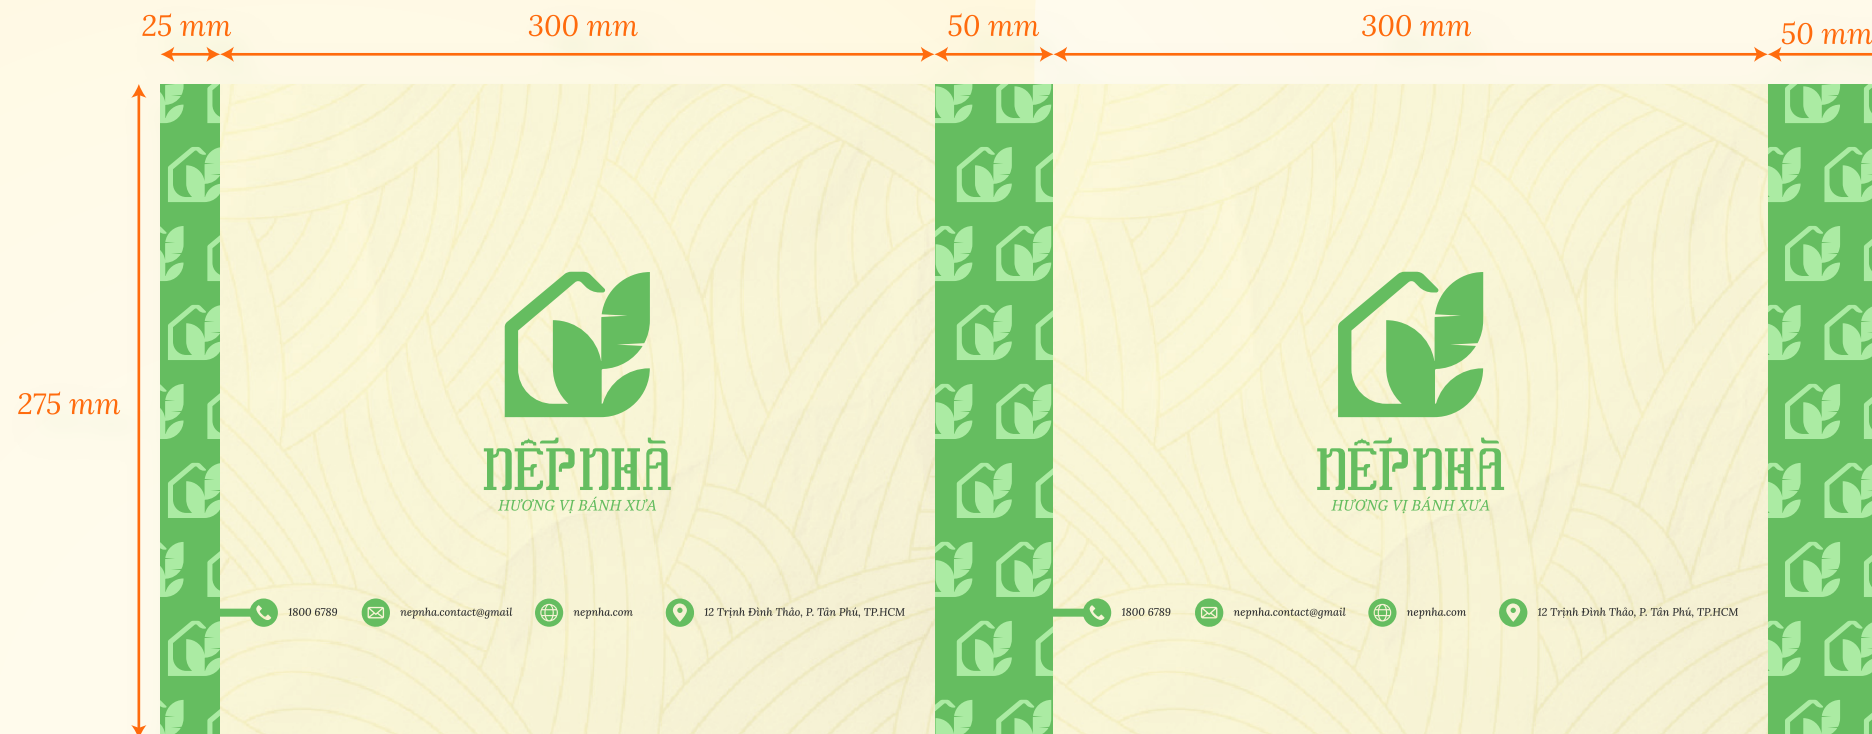 25 mm
300 mm
50 mm
300 mm
50 mm
275 mm
NẾP NHÀ
HƯƠNG VỊ BÁNH XƯA
1800 6789
nepnha.contact@gmail
nepnha.com
12 Trịnh Đình Thảo, P. Tân Phú, TP.HCM
NẾP NHÀ
HƯƠNG VỊ BÁNH XƯA
1800 6789
nepnha.contact@gmail
nepnha.com
12 Trịnh Đình Thảo, P. Tân Phú, TP.HCM